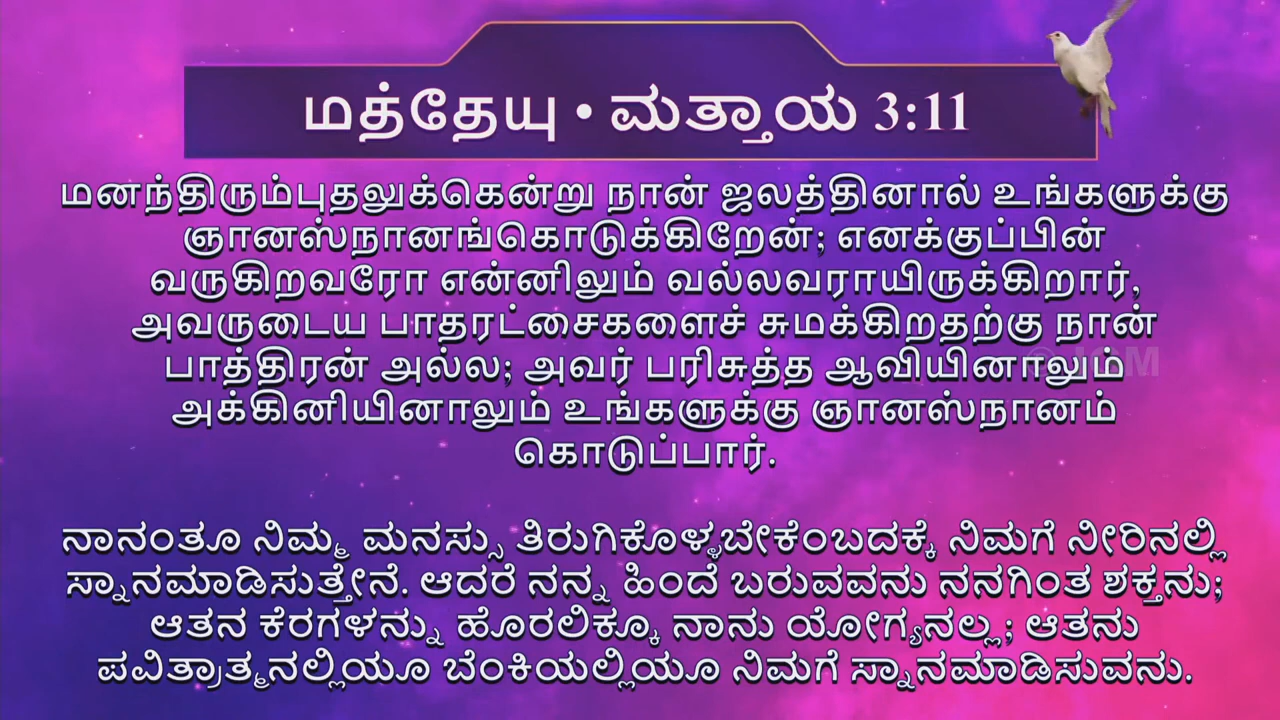 மத்தேயு • ಮತ್ತಾಯ 3:11
மனந்திரும்புதலுக்கென்று நான் ஜலத்தினால் உங்களுக்கு
ஞானஸ்நானங்கொடுக்கிறேன்; எனக்குப்பின்
வருகிறவரோ என்னிலும் வல்லவராயிருக்கிறார்,
அவருடைய பாதரட்சைகளைச் சுமக்கிறதற்கு நான்
பாத்திரன் அல்ல; அவர் பரிசுத்த ஆவியினாலும்
அக்கினியினாலும் உங்களுக்கு ஞானஸ்நானம்
கொடுப்பார்.
ನಾನಂತೂ ನಿಮ್ಮ ಮನಸ್ಸು ತಿರುಗಿಕೊಳ್ಳಬೇಕೆಂಬದಕ್ಕೆ ನಿಮಗೆ ನೀರಿನಲ್ಲಿ
ಸ್ನಾನಮಾಡಿಸುತ್ತೇನೆ. ಆದರೆ ನನ್ನ ಹಿಂದೆ ಬರುವವನು ನನಗಿಂತ ಶಕ್ತನು;
ಆತನ ಕೆರಗಳನ್ನು ಹೊರಲಿಕ್ಕೂ ನಾನು ಯೋಗ್ಯನಲ್ಲ; ಆತನು
ಪವಿತ್ರಾತ್ಮನಲ್ಲಿಯೂ ಬೆಂಕಿಯಲ್ಲಿಯೂ ನಿಮಗೆ ಸ್ನಾನಮಾಡಿಸುವನು.